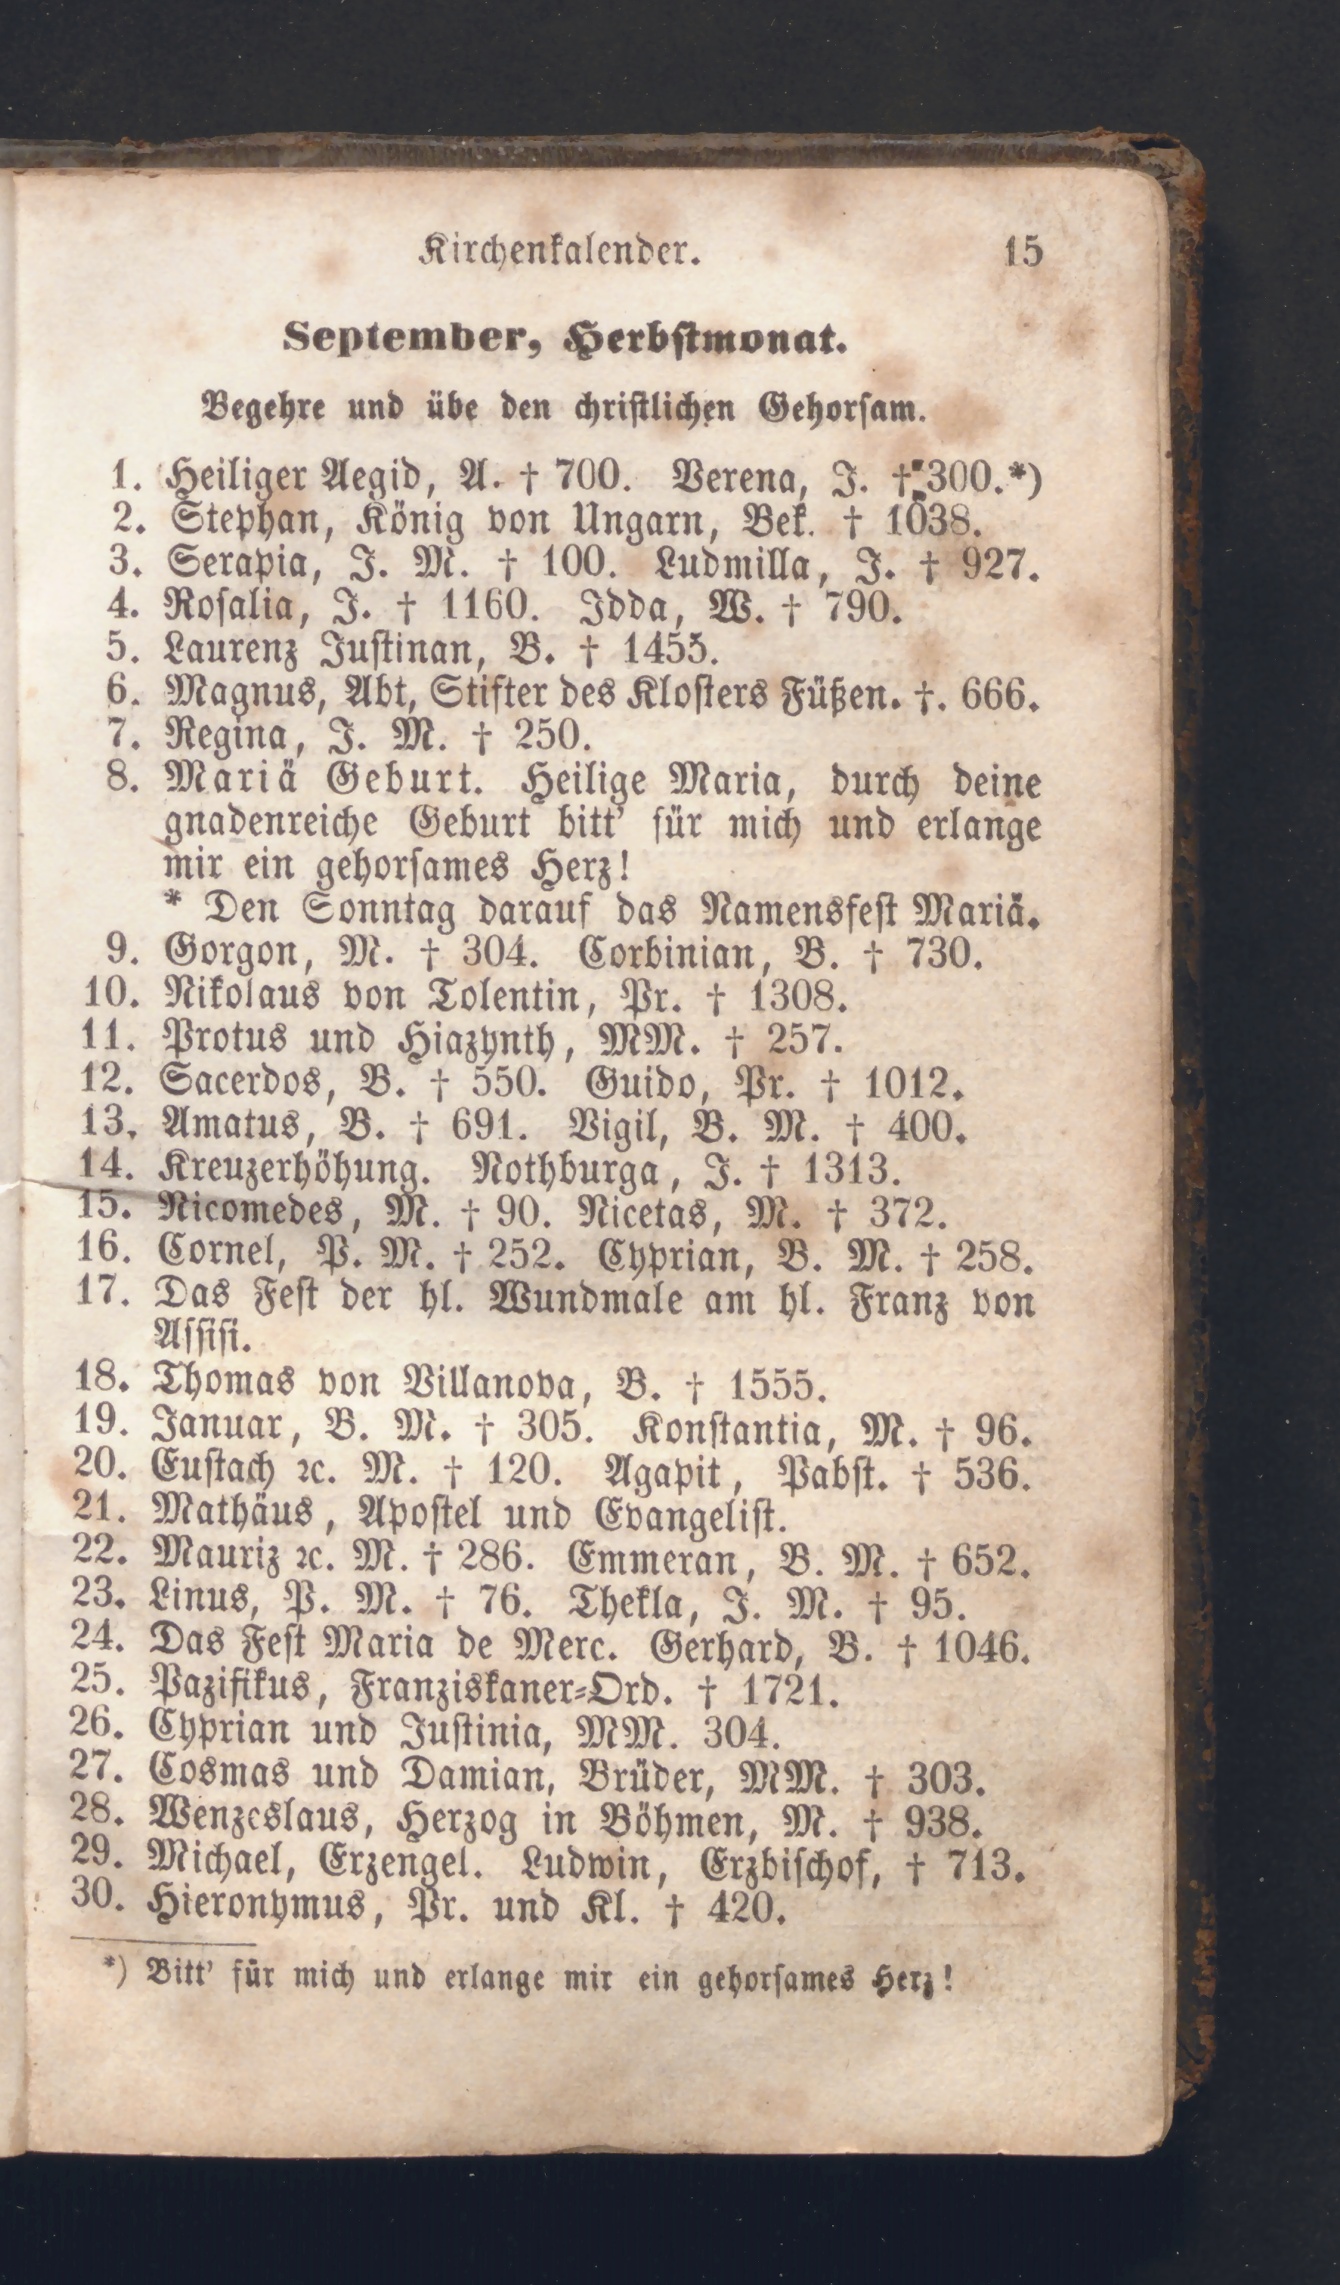 Kirchenkalender. 15
September, Herbstmonat.
Begehre und übe den christlichen Gehorsam.
1. Heiliger Aegid, A. † 700. Verena, J. † 300.*)
2. Stephan, König von Ungarn, Bek. † 1038.
3. Serapia, J. M. † 100. Ludmilla, J. † 927.
4. Rosalia, J. † 1160. Idda, W. † 790.
5. Laurenz Justinan, B. † 1455.
6. Magnus, Abt, Stifter des Klosters Füßen. †. 666.
7. Regina, J. M. † 250.
8. Mariä Geburt. Heilige Maria, durch deine
gnadenreiche Geburt bitt' für mich und erlange
mir ein gehorsames Herz!
* Den Sonntag darauf das Namensfest Mariä.
9. Gorgon, M. † 304. Corbinian, B. † 730.
10. Nikolaus von Tolentin, Pr. † 1308.
11. Protus und Hiazynth, MM. † 257.
12. Sacerdos, B. † 550. Guido, Pr. † 1012.
13. Amatus, B. † 691. Vigil, B. M. † 400.
14. Kreuzerhöhung. Nothburga, J. † 1313.
15. Nicomedes, M. † 90. Nicetas, M. † 372.
16. Cornel, P. M. † 252. Cyprian, B. M. † 258.
17. Das Fest der hl. Wundmale am hl. Franz von
Assisi.
18. Thomas von Villanova, B. † 1555.
19. Januar, B. M. † 305. Konstantia, M. † 96.
20. Eustach ꝛc. M. † 120. Agapit, Pabst. † 536.
21. Mathäus, Apostel und Evangelist.
22. Mauriz ꝛc. M. † 286. Emmeran, B. M. † 652.
23. Linus, P. M. † 76. Thekla, J. M. † 95.
24. Das Fest Maria de Merc. Gerhard, B. † 1046.
25. Pazifikus, Franziskaner-Ord. † 1721.
26. Cyprian und Justinia, MM. 304.
27. Cosmas und Damian, Brüder, MM. † 303.
28. Wenzeslaus, Herzog in Böhmen, M. † 938.
29. Michael, Erzengel. Ludwin, Erzbischof, † 713.
30. Hieronymus, Pr. und Kl. † 420.
*) Bitt' für mich und erlange mir ein gehorsames Herz!